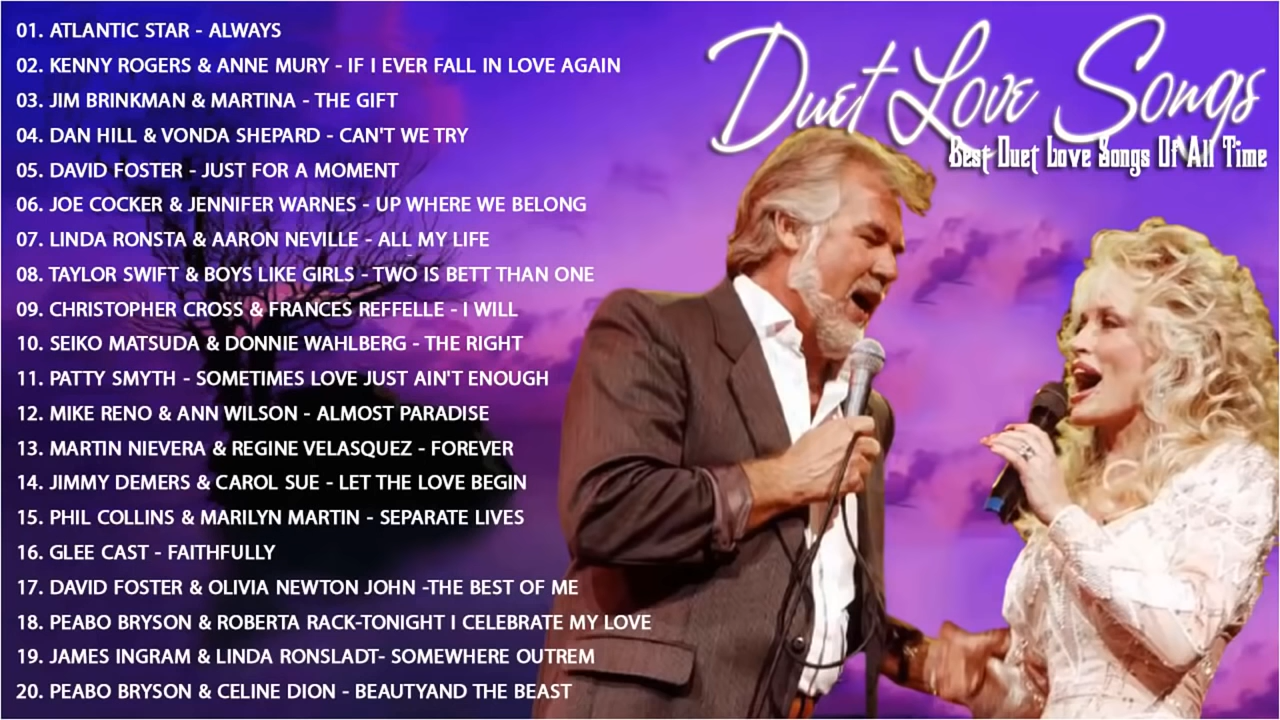 01. ATLANTIC STAR - ALWAYS
02. KENNY ROGERS & ANNE MURY - IF I EVER FALL IN LOVE AGAIN
03. JIM BRINKMAN & MARTINA - THE GIFT
04. DAN HILL & VONDA SHEPARD - CAN'T WE TRY
05. DAVID FOSTER - JUST FOR A MOMENT
06. JOE COCKER & JENNIFER WARNES - UP WHERE WE BELONG
07. LINDA RONSTA & AARON NEVILLE - ALL MY LIFE
08. TAYLOR SWIFT & BOYS LIKE GIRLS - TWO IS BETT THAN ONE
09. CHRISTOPHER CROSS & FRANCES REFFELLE - I WILL
10. SEIKO MATSUDA & DONNIE WAHLBERG - THE RIGHT
11. PATTY SMYTH - SOMETIMES LOVE JUST AIN'T ENOUGH
12. MIKE RENO & ANN WILSON - ALMOST PARADISE
13. MARTIN NIEVERA & REGINE VELASQUEZ - FOREVER
14. JIMMY DEMERS & CAROL SUE - LET THE LOVE BEGIN
15. PHIL COLLINS & MARILYN MARTIN - SEPARATE LIVES
16. GLEE CAST - FAITHFULLY
17. DAVID FOSTER & OLIVIA NEWTON JOHN -THE BEST OF ME
18. PEABO BRYSON & ROBERTA RACK-TONIGHT I CELEBRATE MY LOVE
19. JAMES INGRAM & LINDA RONSLADT- SOMEWHERE OUTREM
20. PEABO BRYSON & CELINE DION - BEAUTYAND THE BEAST
Duet Love Songs
Best Duet Love Songs Of All Time